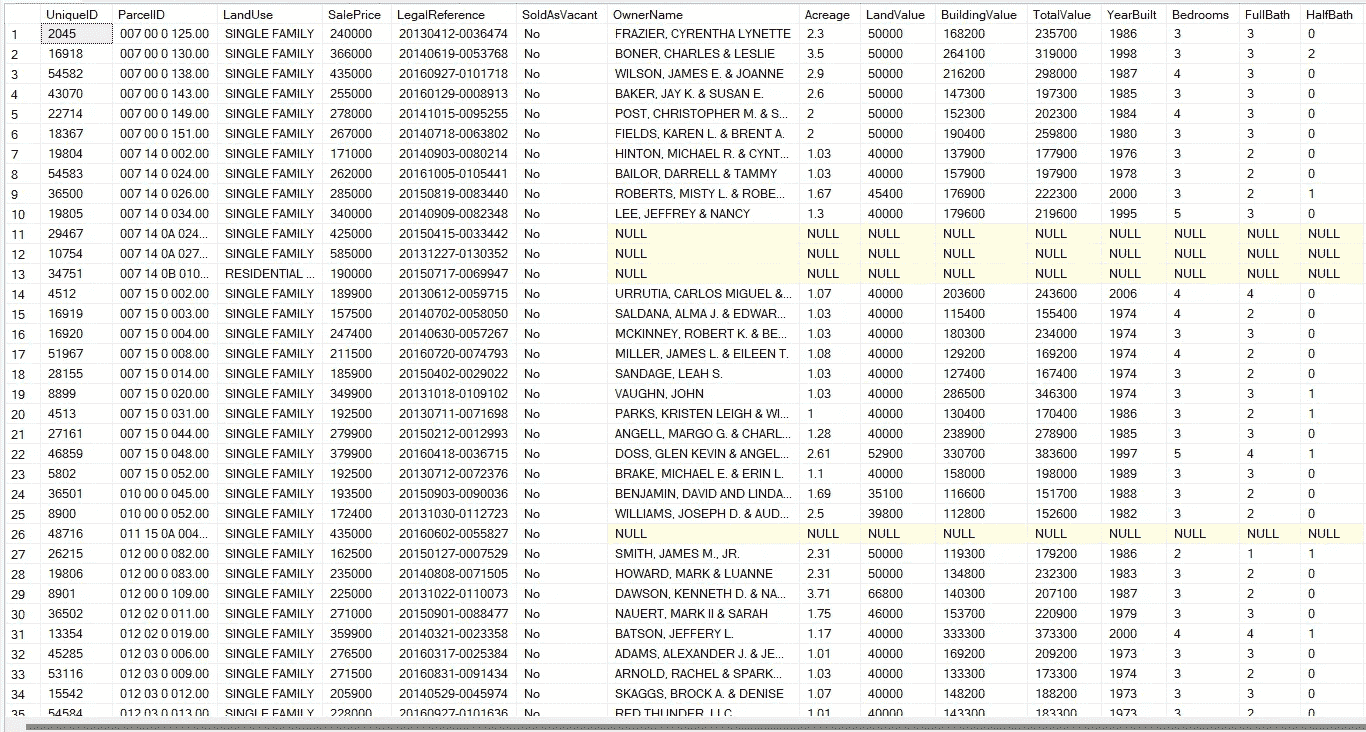 UniqueID ParcelID LandUse SalePrice LegalReference SoldAsVacant OwnerName Acreage LandValue BuildingValue TotalValue YearBuilt Bedrooms FullBath HalfBath
1 2045 007 00 0 125.00 SINGLE FAMILY 240000 20130412-0036474 No FRAZIER, CYRENTHA LYNETTE 2.3 50000 168200 235700 1986 3 3 0
2 16918 007 00 0 130.00 SINGLE FAMILY 366000 20140619-0053768 No BONER, CHARLES & LESLIE 3.5 50000 264100 319000 1998 3 3 2
3 54582 007 00 0 138.00 SINGLE FAMILY 435000 20160927-0101718 No WILSON, JAMES E. & JOANNE 2.9 50000 216200 298000 1987 4 3 0
4 43070 007 00 0 143.00 SINGLE FAMILY 255000 20160129-0008913 No BAKER, JAY K. & SUSAN E. 2.6 50000 147300 197300 1985 3 3 0
5 22714 007 00 0 149.00 SINGLE FAMILY 278000 20141015-0095255 No POST, CHRISTOPHER M. & S... 2 50000 152300 202300 1984 4 3 0
6 18367 007 00 0 151.00 SINGLE FAMILY 267000 20140718-0063802 No FIELDS, KAREN L. & BRENT A. 2 50000 190400 259800 1980 3 3 0
7 19804 007 14 0 002.00 SINGLE FAMILY 171000 20140903-0080214 No HINTON, MICHAEL R. & CYNT... 1.03 40000 137900 177900 1976 3 2 0
8 54583 007 14 0 024.00 SINGLE FAMILY 262000 20161005-0105441 No BAILOR, DARRELL & TAMMY 1.03 40000 157900 197900 1978 3 2 0
9 36500 007 14 0 026.00 SINGLE FAMILY 285000 20150819-0083440 No ROBERTS, MISTY L. & ROBE... 1.67 45400 176900 222300 2000 3 2 1
10 19805 007 14 0 034.00 SINGLE FAMILY 340000 20140909-0082348 No LEE, JEFFREY & NANCY 1.3 40000 179600 219600 1995 5 3 0
11 29467 007 14 0A 024... SINGLE FAMILY 425000 20150415-0033442 No NULL NULL NULL NULL NULL NULL NULL NULL NULL
12 10754 007 14 0A 027... SINGLE FAMILY 585000 20131227-0130352 No NULL NULL NULL NULL NULL NULL NULL NULL NULL
13 34751 007 14 0B 010... RESIDENTIAL ... 190000 20150717-0069947 No NULL NULL NULL NULL NULL NULL NULL NULL NULL
14 4512 007 15 0 002.00 SINGLE FAMILY 189900 20130612-0059715 No URRUTIA, CARLOS MIGUEL &... 1.07 40000 203600 243600 2006 4 4 0
15 16919 007 15 0 003.00 SINGLE FAMILY 157500 20140702-0058050 No SALDANA, ALMA J. & EDWAR... 1.03 40000 115400 155400 1974 4 2 0
16 16920 007 15 0 004.00 SINGLE FAMILY 247400 20140630-0057267 No MCKINNEY, ROBERT K. & BE... 1.03 40000 180300 234000 1974 3 3 0
17 51967 007 15 0 008.00 SINGLE FAMILY 211500 20160720-0074793 No MILLER, JAMES L. & EILEEN T. 1.08 40000 129200 169200 1974 4 2 0
18 28155 007 15 0 014.00 SINGLE FAMILY 185900 20150402-0029022 No SANDAGE, LEAH S. 1.03 40000 127400 167400 1974 3 2 0
19 8899 007 15 0 020.00 SINGLE FAMILY 349900 20131018-0109102 No VAUGHN, JOHN 1.03 40000 286500 346300 1974 3 3 1
20 4513 007 15 0 031.00 SINGLE FAMILY 192500 20130711-0071698 No PARKS, KRISTEN LEIGH & WI... 1 40000 130400 170400 1986 3 2 1
21 27161 007 15 0 044.00 SINGLE FAMILY 279900 20150212-0012993 No ANGELL, MARGO G. & CHARL... 1.28 40000 238900 278900 1985 3 3 0
22 46859 007 15 0 048.00 SINGLE FAMILY 379900 20160418-0036715 No DOSS, GLEN KEVIN & ANGEL... 2.61 52900 330700 383600 1997 5 4 1
23 5802 007 15 0 052.00 SINGLE FAMILY 192500 20130712-0072376 No BRAKE, MICHAEL E. & ERIN L. 1.1 40000 158000 198000 1989 3 3 0
24 36501 010 00 0 045.00 SINGLE FAMILY 193500 20150903-0090036 No BENJAMIN, DAVID AND LINDA... 1.69 35100 116600 151700 1988 3 2 0
25 8900 010 00 0 052.00 SINGLE FAMILY 172400 20131030-0112723 No WILLIAMS, JOSEPH D. & AUD... 2.5 39800 112800 152600 1982 3 2 0
26 48716 011 15 0A 004... SINGLE FAMILY 435000 20160602-0055827 No NULL NULL NULL NULL NULL NULL NULL NULL NULL
27 26215 012 00 0 082.00 SINGLE FAMILY 162500 20150127-0007529 No SMITH, JAMES M., JR. 2.31 50000 119300 179200 1986 2 1 1
28 19806 012 00 0 083.00 SINGLE FAMILY 235000 20140808-0071505 No HOWARD, MARK & LUANNE 2.31 50000 134800 232300 1983 3 2 0
29 8901 012 00 0 109.00 SINGLE FAMILY 225000 20131022-0110073 No DAWSON, KENNETH D. & NA... 3.71 66800 140300 207100 1987 3 2 0
30 36502 012 02 0 011.00 SINGLE FAMILY 271000 20150901-0088477 No NAUERT, MARK II & SARAH 1.75 46000 153700 220900 1979 3 3 0
31 13354 012 02 0 019.00 SINGLE FAMILY 359900 20140321-0023358 No BATSON, JEFFERY L. 1.17 40000 333300 373300 2000 4 4 1
32 45285 012 03 0 006.00 SINGLE FAMILY 276500 20160317-0025384 No ADAMS, ALEXANDER J. & JE... 1.01 40000 169200 209200 1973 3 3 0
33 53116 012 03 0 009.00 SINGLE FAMILY 271500 20160831-0091434 No ARNOLD, RACHEL & SPARK... 1.03 40000 133300 173300 1974 3 2 0
34 15542 012 03 0 012.00 SINGLE FAMILY 205900 20140529-0045974 No SKAGGS, BROCK A. & DENISE 1.07 40000 148200 188200 1973 3 3 0
35 54584 012 03 0 013.00 SINGLE FAMILY 228000 20160927-0101636 No RED THUNDER, LLC 1.01 40000 143300 183300 1973 3 2 0